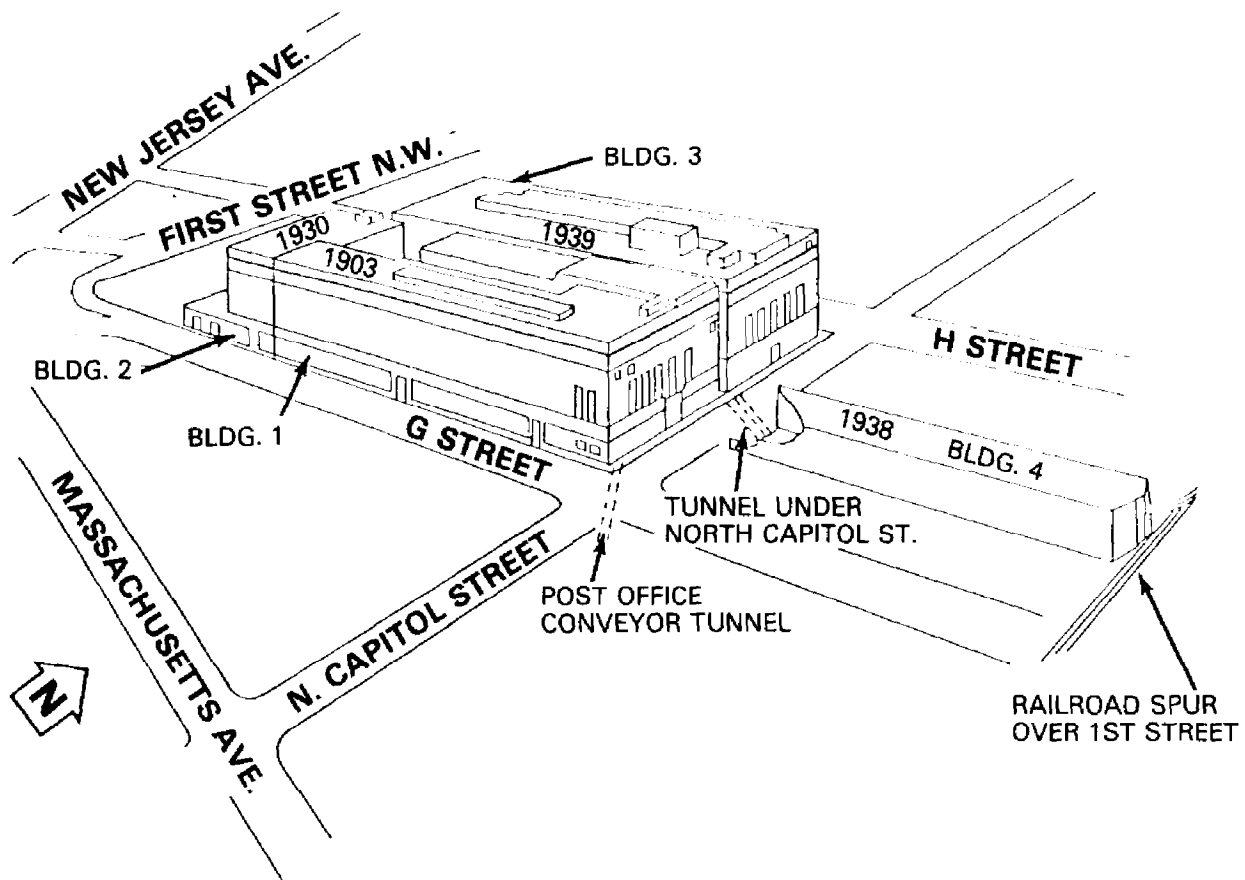 NEW JERSEY AVE.
FIRST STREET N.W.
BLDG. 3
1930
1939
1903
H STREET
BLDG. 2
BLDG. 1
G STREET
1938
BLDG. 4
TUNNEL UNDER
NORTH CAPITOL ST.
MASSACHUSETTS AVE.
N. CAPITOL STREET
POST OFFICE
CONVEYOR TUNNEL
N
RAILROAD SPUR
OVER 1ST STREET